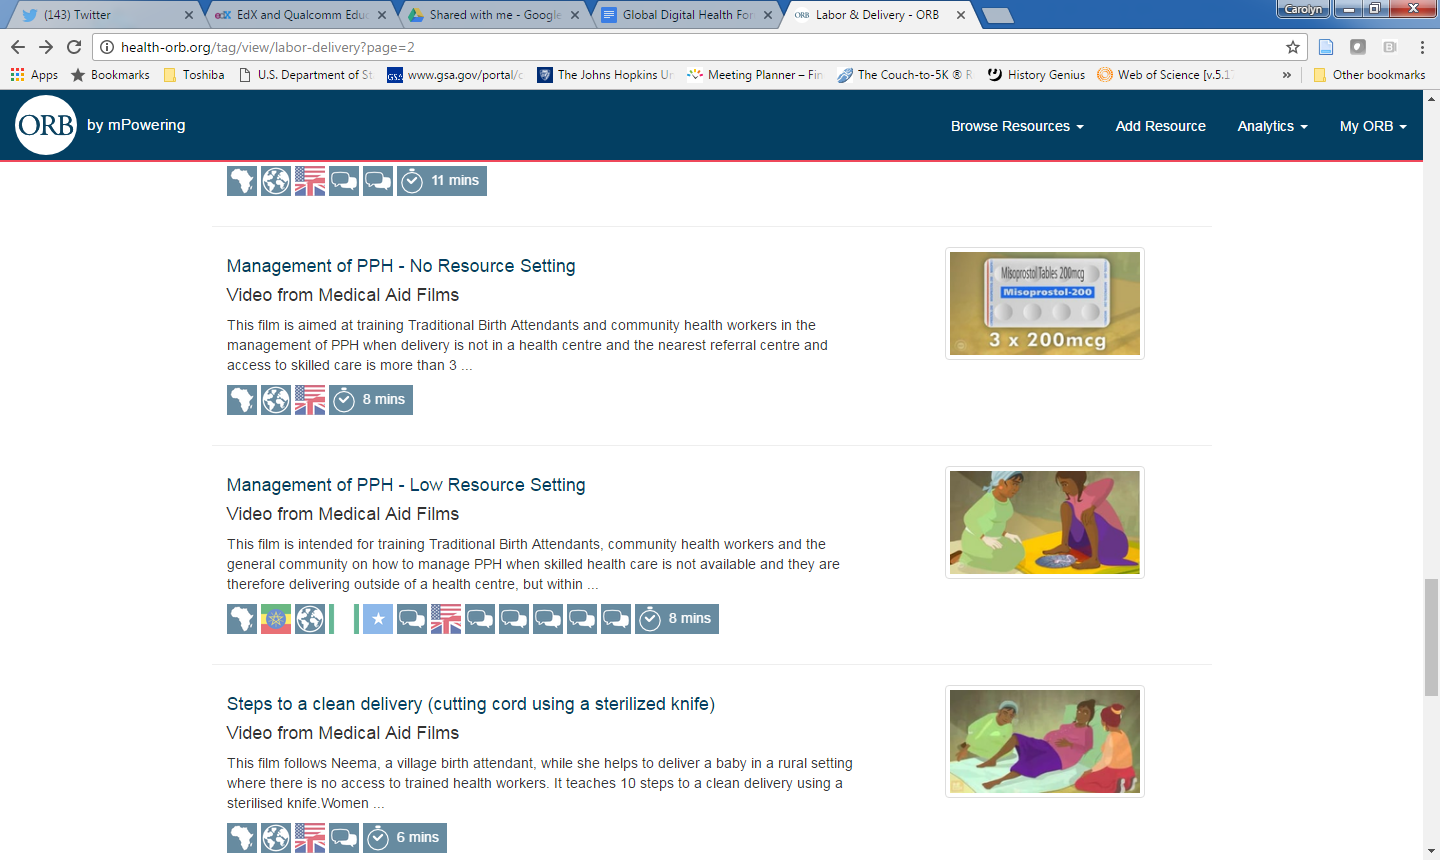 (143) Twitter
EdX and Qualcomm Edu
Shared with me - Google
Global Digital Health For
Labor & Delivery - ORB
Carolyn
health-orb.org/tag/view/labor-delivery?page=2
Apps
Bookmarks
Toshiba
U.S. Department of St
GSA
www.gsa.gov/portal/c
The Johns Hopkins Un
Meeting Planner – Fin
The Couch-to-5K ® R
History Genius
Web of Science [v.5.17
»
Other bookmarks
ORB by mPowering
Browse Resources
Add Resource
Analytics
My ORB
11 mins
Management of PPH - No Resource Setting
Video from Medical Aid Films
This film is aimed at training Traditional Birth Attendants and community health workers in the
management of PPH when delivery is not in a health centre and the nearest referral centre and
access to skilled care is more than 3 ...
8 mins
Misoprostol Tables 200mcg
Misoprostol-200
3 x 200mcg
Management of PPH - Low Resource Setting
Video from Medical Aid Films
This film is intended for training Traditional Birth Attendants, community health workers and the
general community on how to manage PPH when skilled health care is not available and they are
therefore delivering outside of a health centre, but within ...
8 mins
Steps to a clean delivery (cutting cord using a sterilized knife)
Video from Medical Aid Films
This film follows Neema, a village birth attendant, while she helps to deliver a baby in a rural setting
where there is no access to trained health workers. It teaches 10 steps to a clean delivery using a
sterilised knife.Women ...
6 mins